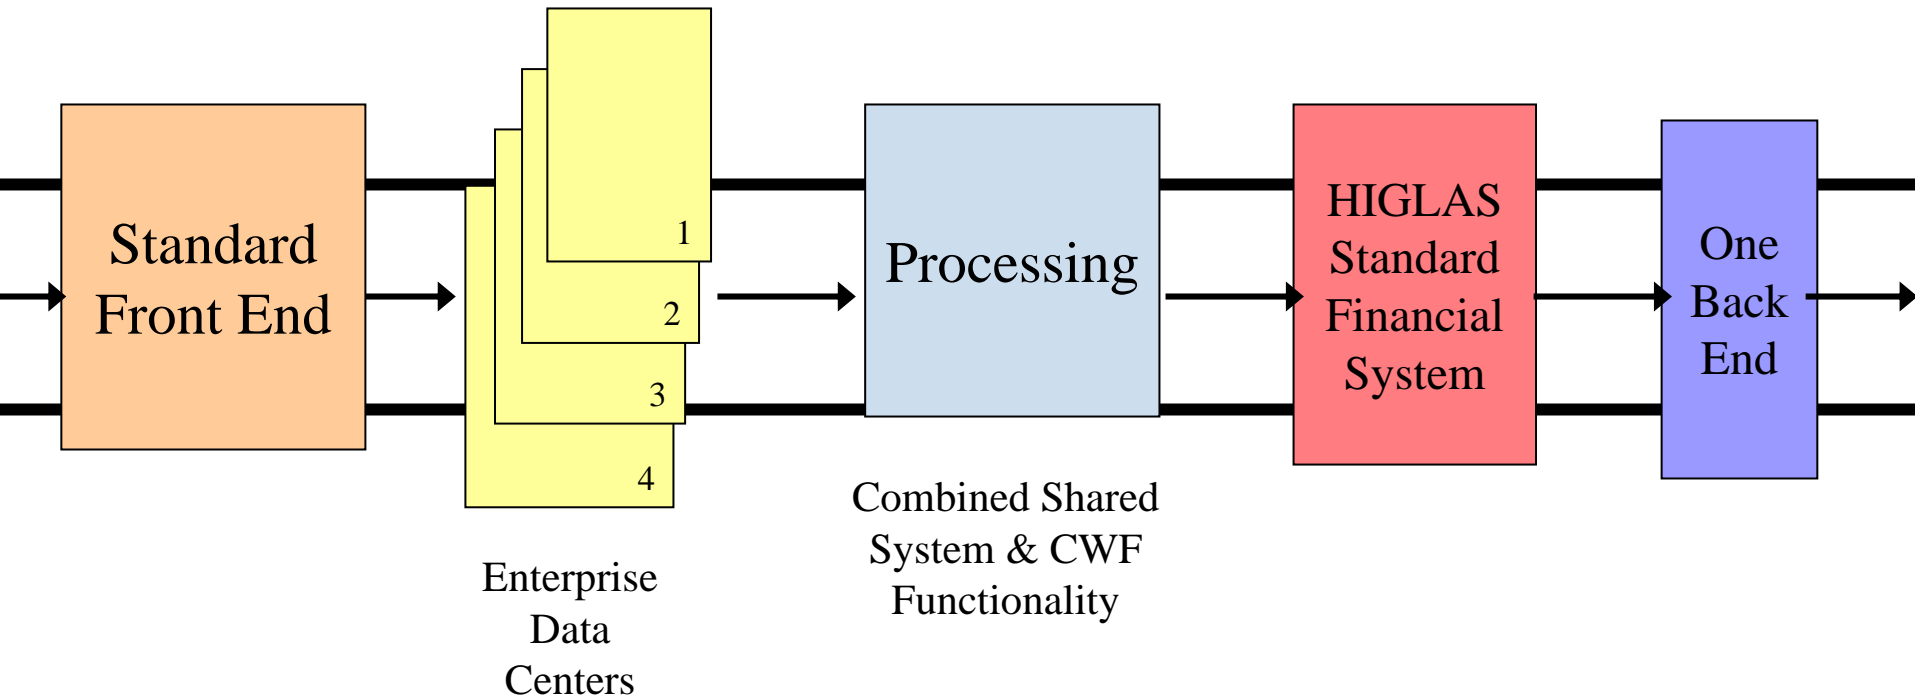 Standard
Front End
1
2
3
4
Enterprise
Data
Centers
Processing
Combined Shared
System & CWF
Functionality
HIGLAS
Standard
Financial
System
One
Back
End